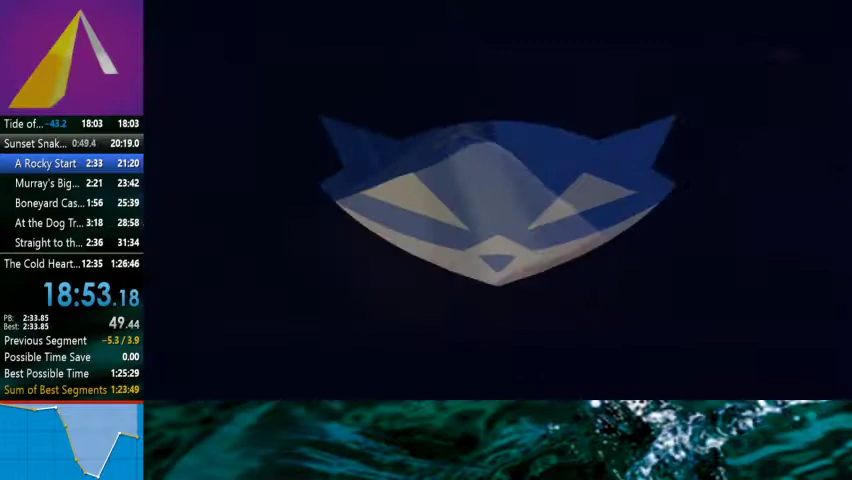 Tide of... -43.2 18:03 18:03
Sunset Snak... 0:49.4 20:19.0
A Rocky Start 2:33 21:20
Murray's Big... 2:21 23:42
Boneyard Cas... 1:56 25:39
At the Dog Tr... 3:18 28:58
Straight to th... 2:36 31:34
The Cold Heart... 12:35 1:26:46
18:53.18
PB: 2:33.85
Best: 2:33.85
49.44
Previous Segment -5.3 / 3.9
Possible Time Save 0.00
Best Possible Time 1:25:29
Sum of Best Segments 1:23:49